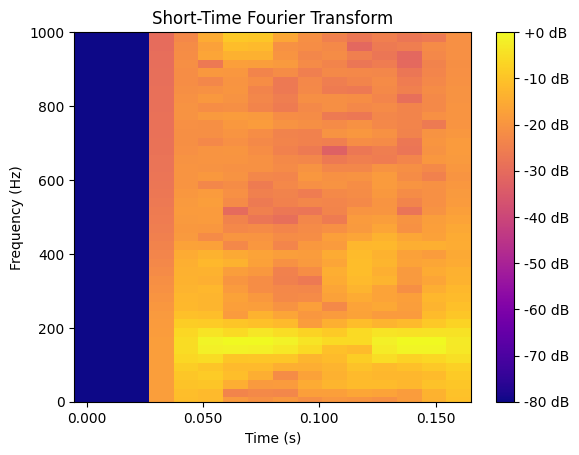 Short-Time Fourier Transform
1000
800
600
400
200
0
Frequency (Hz)
0.000
0.050
0.100
0.150
Time (s)
+0 dB
-10 dB
-20 dB
-30 dB
-40 dB
-50 dB
-60 dB
-70 dB
-80 dB